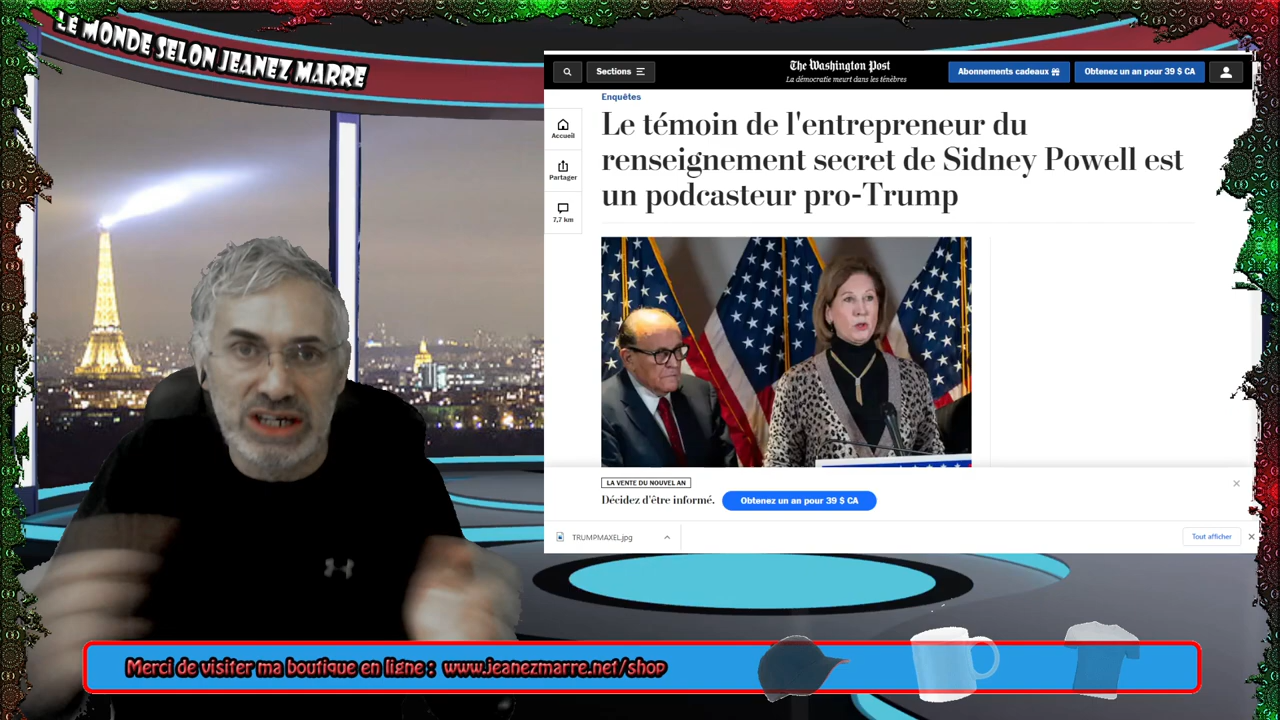 LE MONDE SELON JEANEZ MARRE
Sections
The Washington Post
La démocratie meurt dans les ténèbres
Abonnements cadeaux
Obtenez un an pour 39 $ CA
Enquêtes
Accueil
Partager
7,7 km
Le témoin de l'entrepreneur du
renseignement secret de Sidney Powell est
un podcasteur pro-Trump
LA VENTE DU NOUVEL AN
Décidez d'être informé.
Obtenez un an pour 39 $ CA
TRUMPMAXEL.jpg
Tout afficher
Merci de visiter ma boutique en ligne : www.jeanezmarre.net/shop